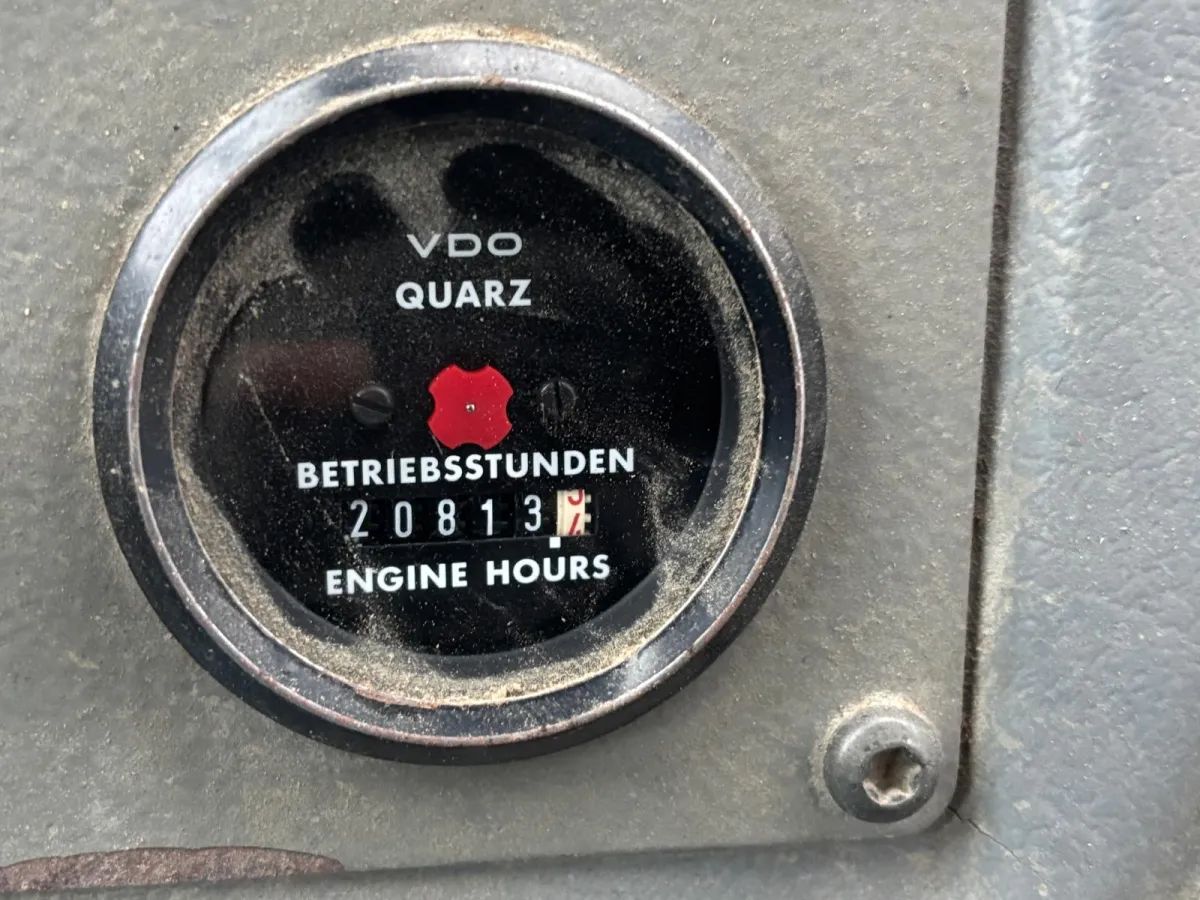 VDO
QUARZ
BETRIEBSSTUNDEN
20813
ENGINE HOURS